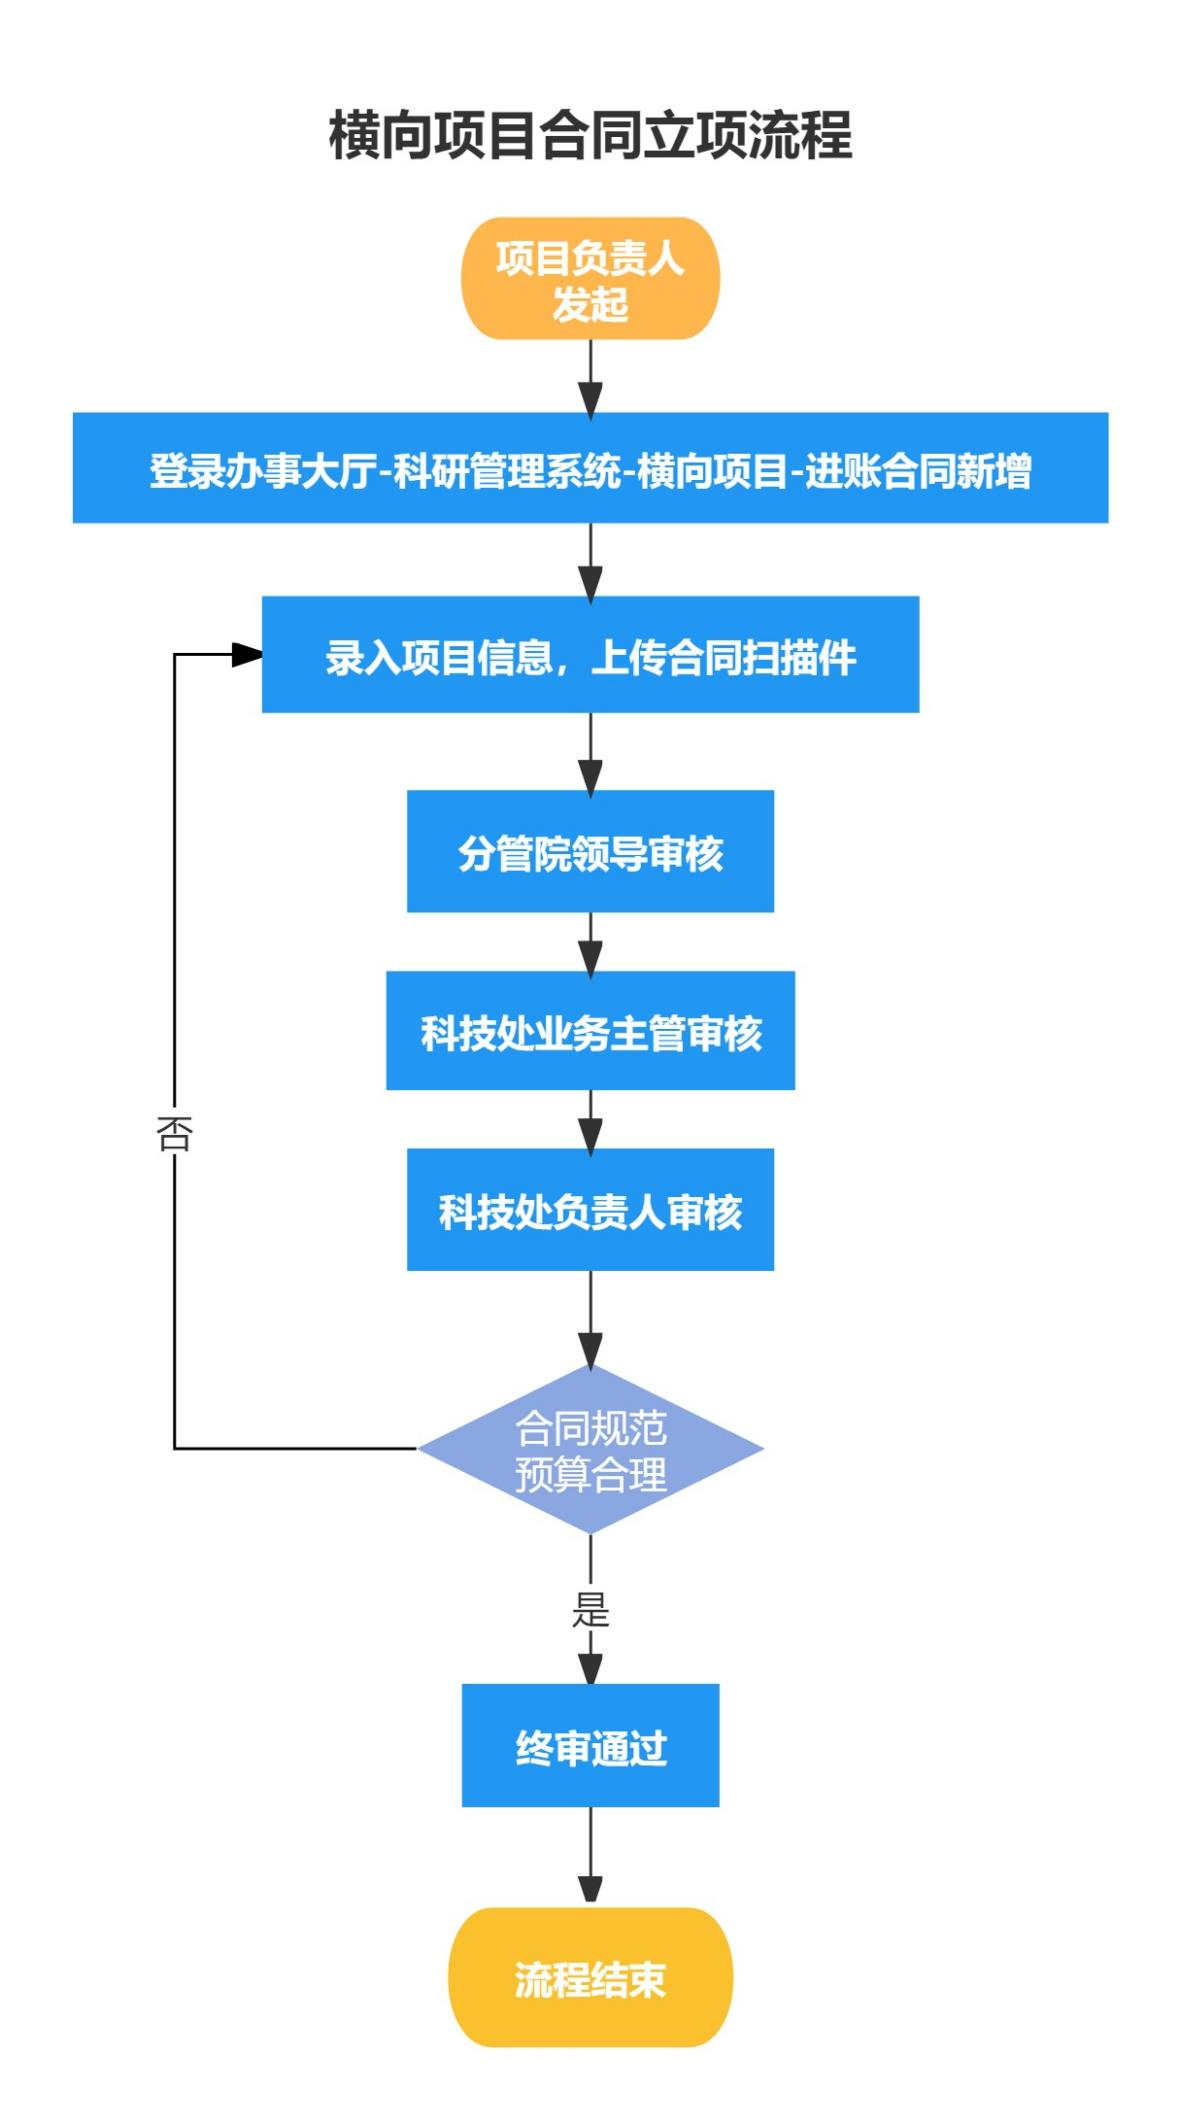 横向项目合同立项流程
项目负责人
发起
登录办事大厅-科研管理系统-横向项目-进账合同新增
录入项目信息，上传合同扫描件
分管院领导审核
科技处业务主管审核
否
科技处负责人审核
合同规范
预算合理
是
终审通过
流程结束